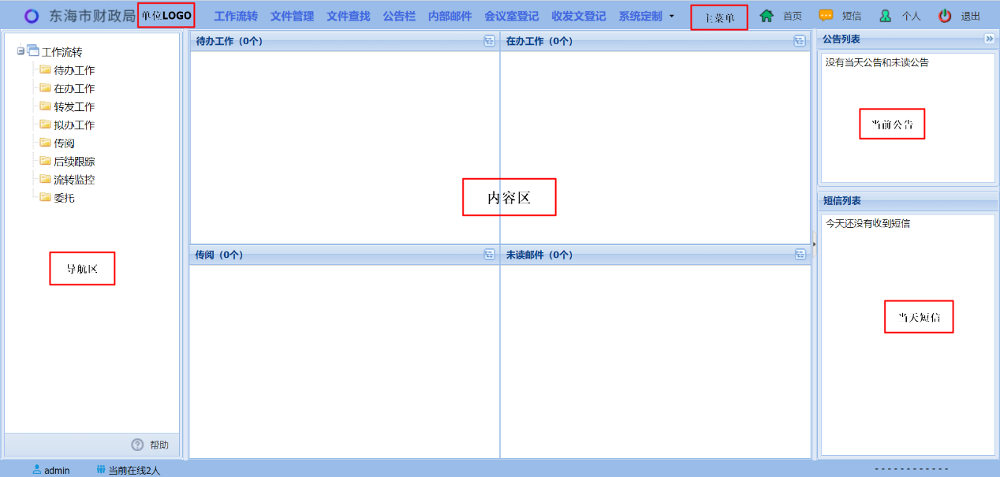 东海市财政局 单位LOGO 工作流转 文件管理 文件查找 公告栏 内部邮件 会议室登记 收发文登记 系统定制 主菜单 首页 短信 个人 退出
工作流转
待办工作
在办工作
转发工作
拟办工作
传阅
后续跟踪
流转监控
委托
导航区
帮助
待办工作（0个）
在办工作（0个）
内容区
传阅（0个）
未读邮件（0个）
公告列表
没有当天公告和未读公告
当前公告
短信列表
今天还没有收到短信
当天短信
admin 当前在线2人
- - - - - - - - - - - -